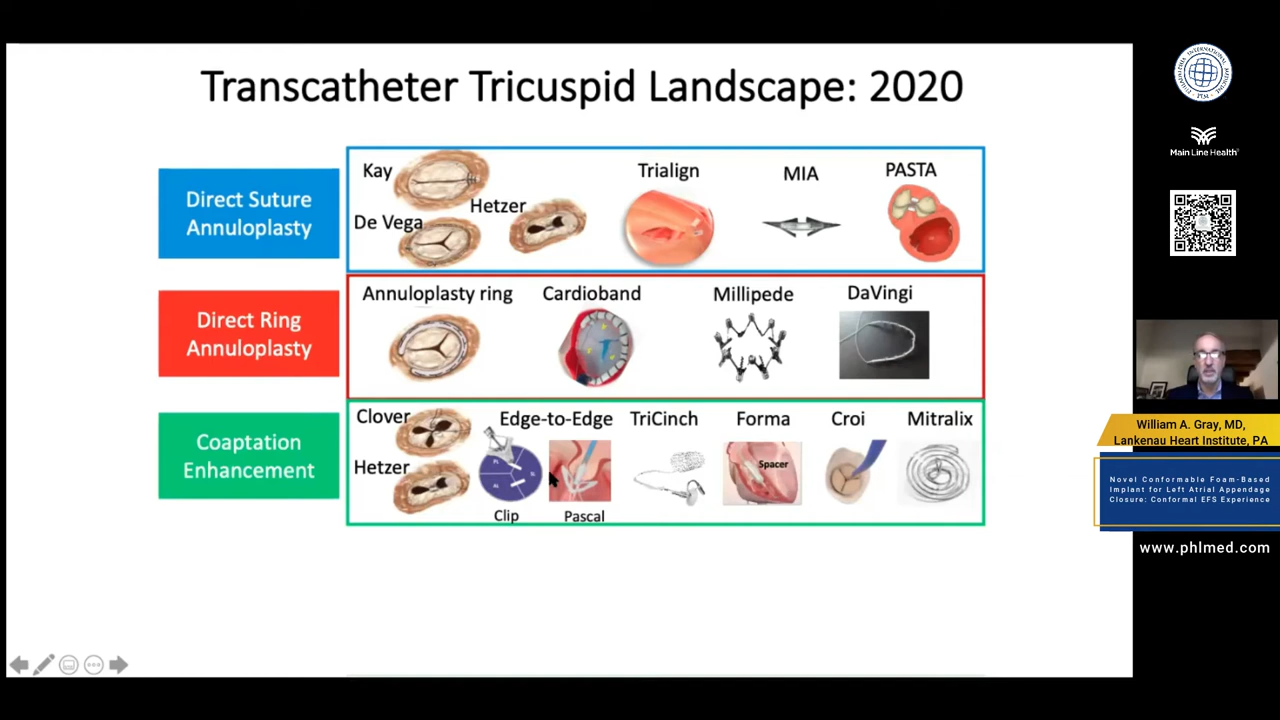 Transcatheter Tricuspid Landscape: 2020
Direct Suture
Annuloplasty
Kay
De Vega
Hetzer
Trialign
MIA
PASTA
Direct Ring
Annuloplasty
Annuloplasty ring
Cardioband
Millipede
DaVingi
Coaptation
Enhancement
Clover
Hetzer
Edge-to-Edge
Clip
Pascal
TriCinch
Forma
Spacer
Croi
Mitralix
Main Line Health
William A. Gray, MD,
Lankenau Heart Institute, PA
Novel Conformable Foam-Based
Implant for Left Atrial Appendage
Closure: Conformal EFS Experience
www.phlmed.com